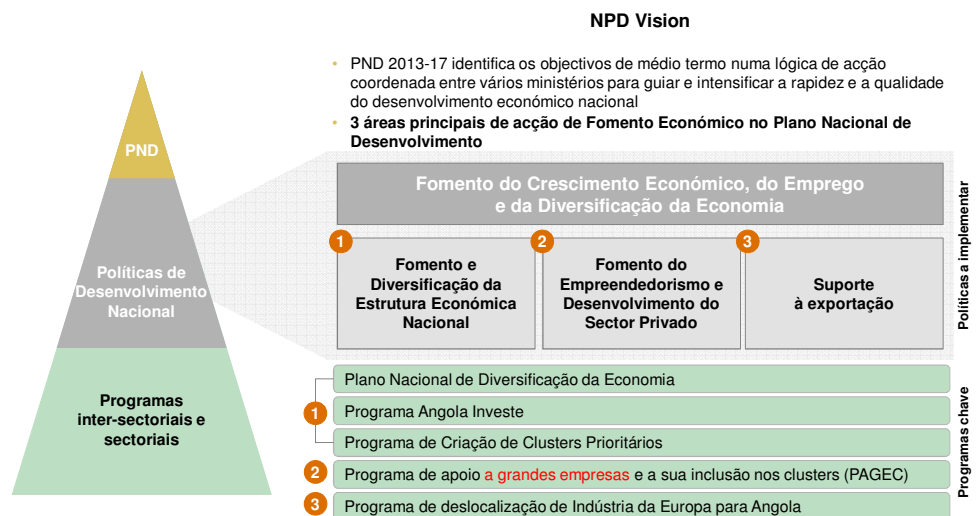 NPD Vision
• PND 2013-17 identifica os objectivos de médio termo numa lógica de acção
coordenada entre vários ministérios para guiar e intensificar a rapidez e a qualidade
do desenvolvimento económico nacional
• 3 áreas principais de acção de Fomento Económico no Plano Nacional de
Desenvolvimento
PND
Políticas de
Desenvolvimento
Nacional
Programas
inter-sectoriais e
sectoriais
Fomento do Crescimento Económico, do Emprego
e da Diversificação da Economia
1
Fomento e
Diversificação da
Estrutura Económica
Nacional
2
Fomento do
Empreendedorismo e
Desenvolvimento do
Sector Privado
3
Suporte
à exportação
Políticas a implementar
1
Plano Nacional de Diversificação da Economia
Programa Angola Investe
Programa de Criação de Clusters Prioritários
2
Programa de apoio a grandes empresas e a sua inclusão nos clusters (PAGEC)
3
Programa de deslocalização de Indústria da Europa para Angola
Programas chave